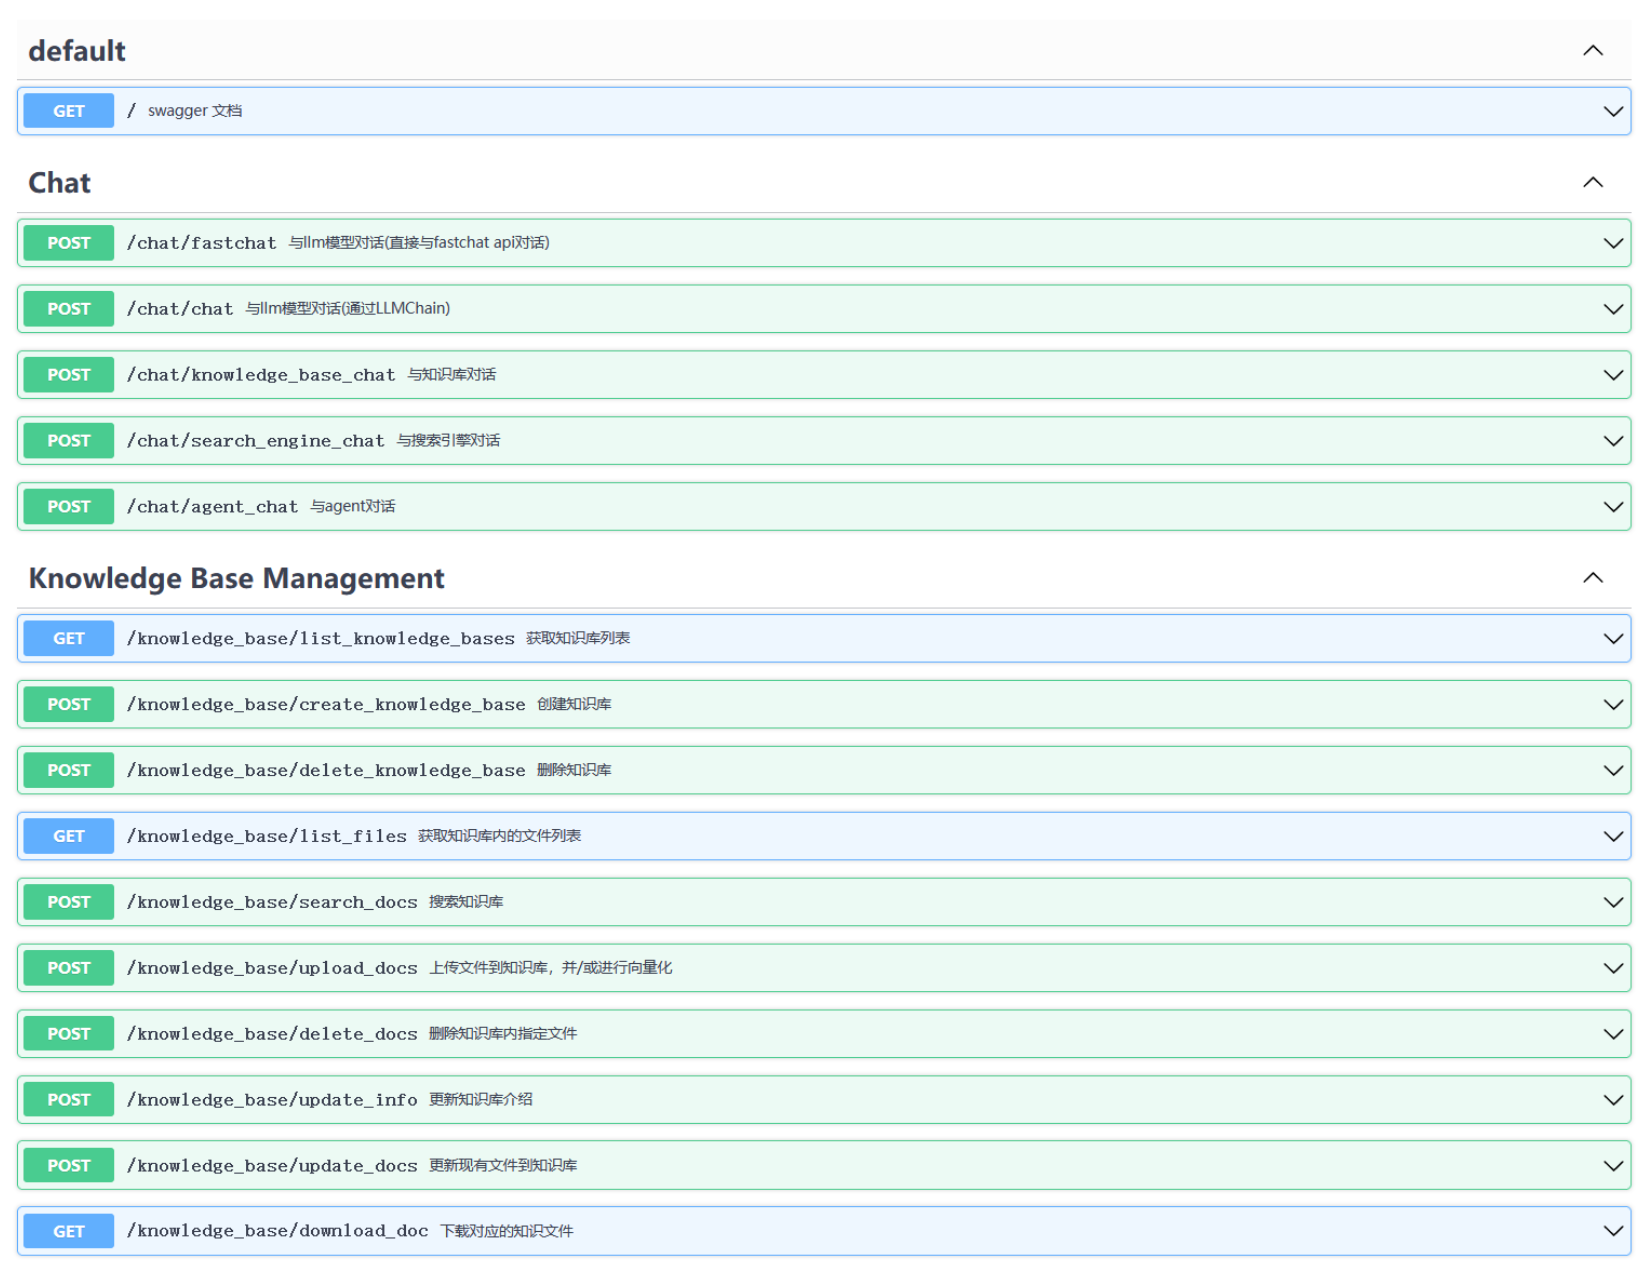 default
GET / swagger 文档
Chat
POST /chat/fastchat 与llm模型对话(直接与fastchat api对话)
POST /chat/chat 与llm模型对话(通过LLMChain)
POST /chat/knowledge_base_chat 与知识库对话
POST /chat/search_engine_chat 与搜索引擎对话
POST /chat/agent_chat 与agent对话
Knowledge Base Management
GET /knowledge_base/list_knowledge_bases 获取知识库列表
POST /knowledge_base/create_knowledge_base 创建知识库
POST /knowledge_base/delete_knowledge_base 删除知识库
GET /knowledge_base/list_files 获取知识库内的文件列表
POST /knowledge_base/search_docs 搜索知识库
POST /knowledge_base/upload_docs 上传文件到知识库，并/或进行向量化
POST /knowledge_base/delete_docs 删除知识库内指定文件
POST /knowledge_base/update_info 更新知识库介绍
POST /knowledge_base/update_docs 更新现有文件到知识库
GET /knowledge_base/download_doc 下载对应的知识文件